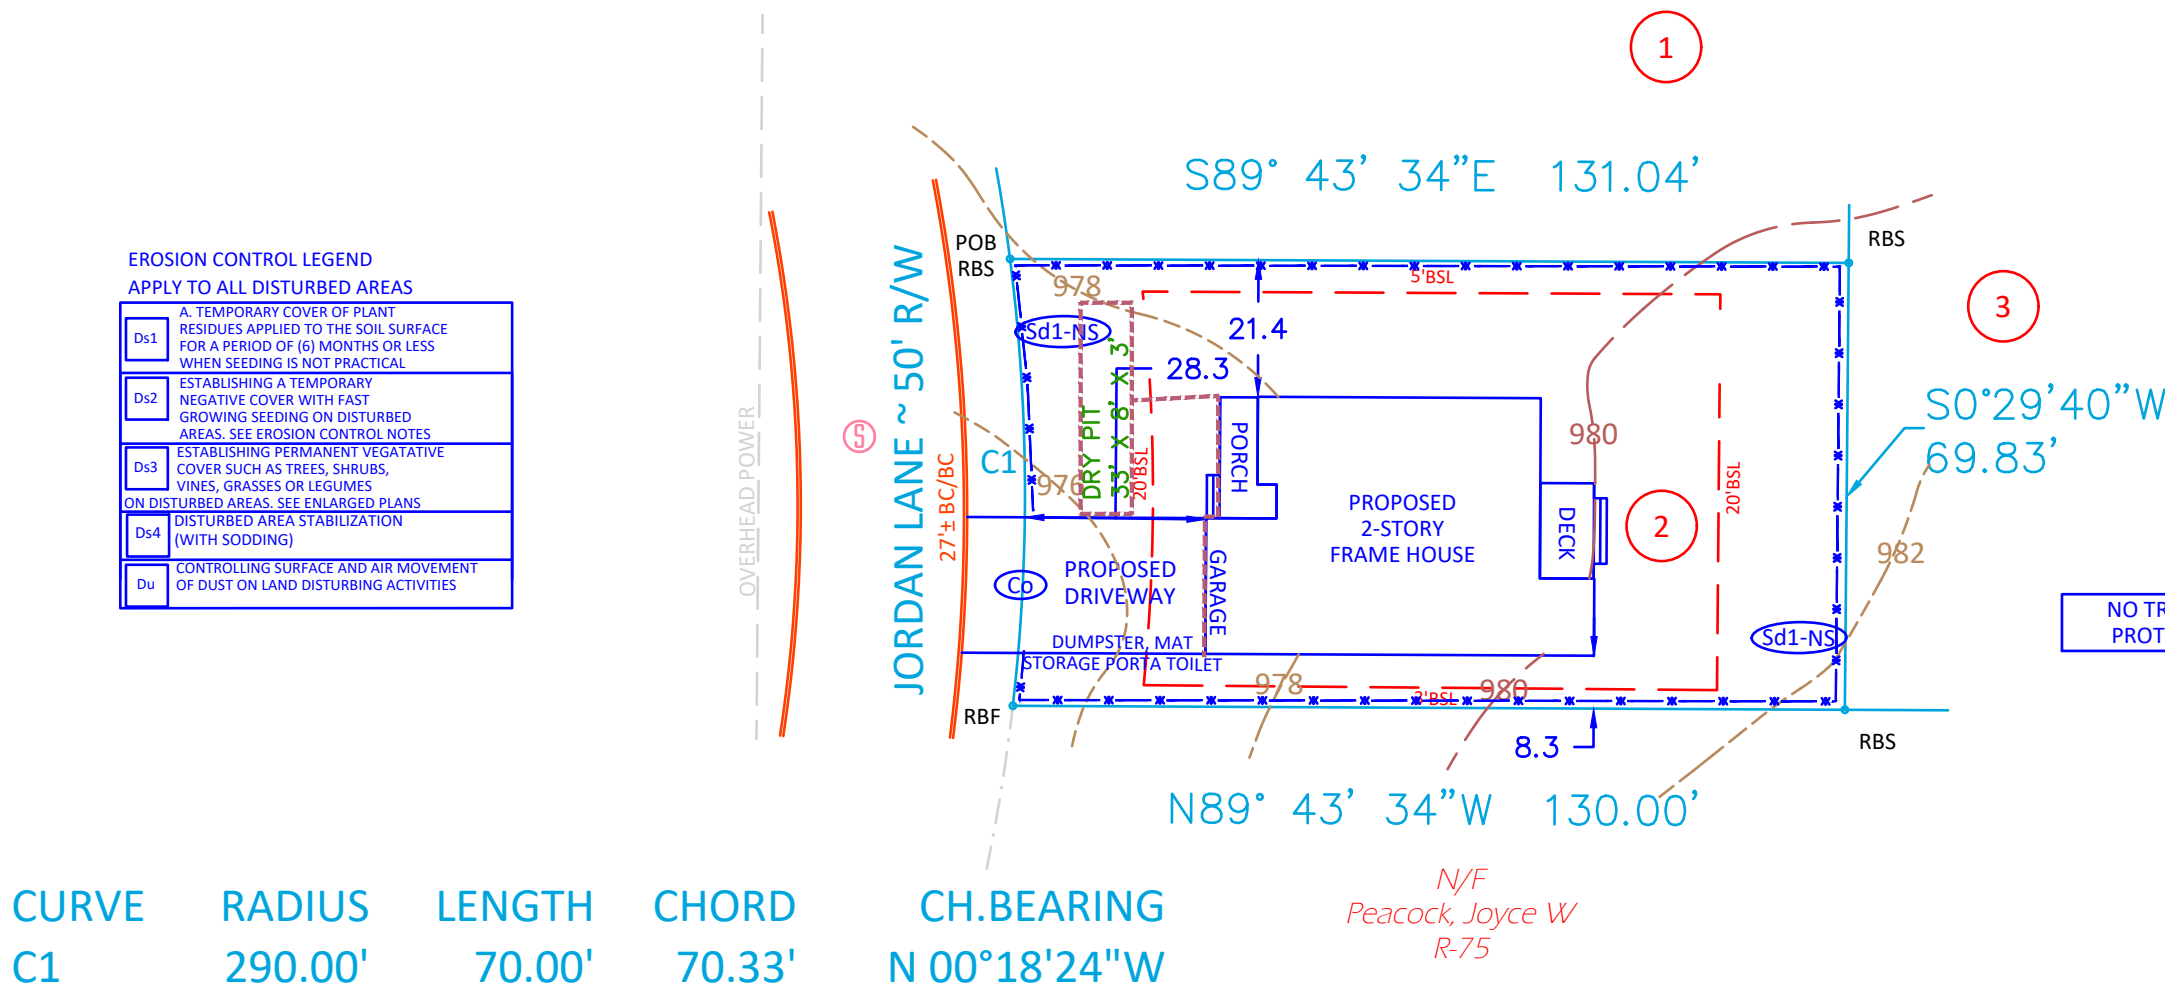 1
S89° 43’ 34”E 131.04’
EROSION CONTROL LEGEND
APPLY TO ALL DISTURBED AREAS
Ds1
A. TEMPORARY COVER OF PLANT
RESIDUES APPLIED TO THE SOIL SURFACE
FOR A PERIOD OF (6) MONTHS OR LESS
WHEN SEEDING IS NOT PRACTICAL
Ds2
ESTABLISHING A TEMPORARY
NEGATIVE COVER WITH FAST
GROWING SEEDING ON DISTURBED
AREAS. SEE EROSION CONTROL NOTES
Ds3
ESTABLISHING PERMANENT VEGATATIVE
COVER SUCH AS TREES, SHRUBS,
VINES, GRASSES OR LEGUMES
ON DISTURBED AREAS. SEE ENLARGED PLANS
Ds4
DISTURBED AREA STABILIZATION
(WITH SODDING)
Du
CONTROLLING SURFACE AND AIR MOVEMENT
OF DUST ON LAND DISTURBING ACTIVITIES
OVERHEAD POWER
S
JORDAN LANE ~ 50' R/W
27'± BC/BC
POB
RBS
RBS
978
5'BSL
3
Sd1-NS
21.4
28.3
DRY PIT
33' X 8' X 3'
20'BSL
C1
976
PORCH
980
S0°29’40”W
69.83’
20'BSL
PROPOSED
2-STORY
FRAME HOUSE
DECK
2
982
GARAGE
Co
PROPOSED
DRIVEWAY
NO TR
PROT
Sd1-NS
DUMPSTER, MAT
STORAGE PORTA TOILET
978
980
'BSL
RBF
8.3
RBS
N89° 43’ 34”W 130.00’
N/F
Peacock, Joyce W
R-75
CURVE RADIUS LENGTH CHORD CH.BEARING
C1 290.00' 70.00' 70.33' N 00°18'24"W